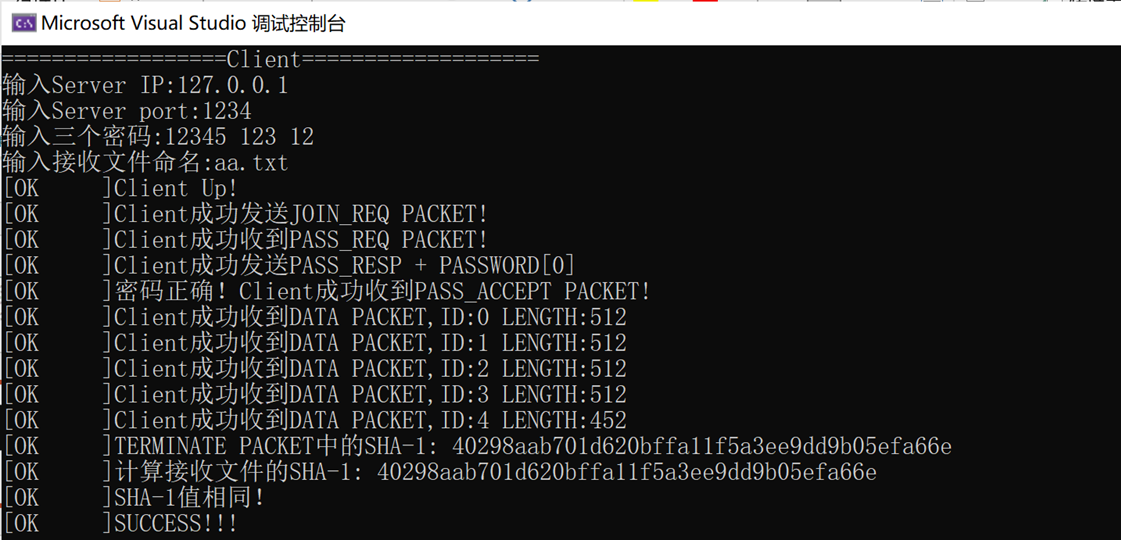 Microsoft Visual Studio 调试控制台
==================Client===================
输入Server IP:127.0.0.1
输入Server port:1234
输入三个密码:12345 123 12
输入接收文件命名:aa.txt
[OK     ]Client Up!
[OK     ]Client成功发送JOIN_REQ PACKET!
[OK     ]Client成功收到PASS_REQ PACKET!
[OK     ]Client成功发送PASS_RESP + PASSWORD[0]
[OK     ]密码正确! Client成功收到PASS_ACCEPT PACKET!
[OK     ]Client成功收到DATA PACKET,ID:0 LENGTH:512
[OK     ]Client成功收到DATA PACKET,ID:1 LENGTH:512
[OK     ]Client成功收到DATA PACKET,ID:2 LENGTH:512
[OK     ]Client成功收到DATA PACKET,ID:3 LENGTH:512
[OK     ]Client成功收到DATA PACKET,ID:4 LENGTH:452
[OK     ]TERMINATE PACKET中的SHA-1: 40298aab701d620bffa11f5a3ee9dd9b05efa66e
[OK     ]计算接收文件的SHA-1: 40298aab701d620bffa11f5a3ee9dd9b05efa66e
[OK     ]SHA-1值相同!
[OK     ]SUCCESS!!!